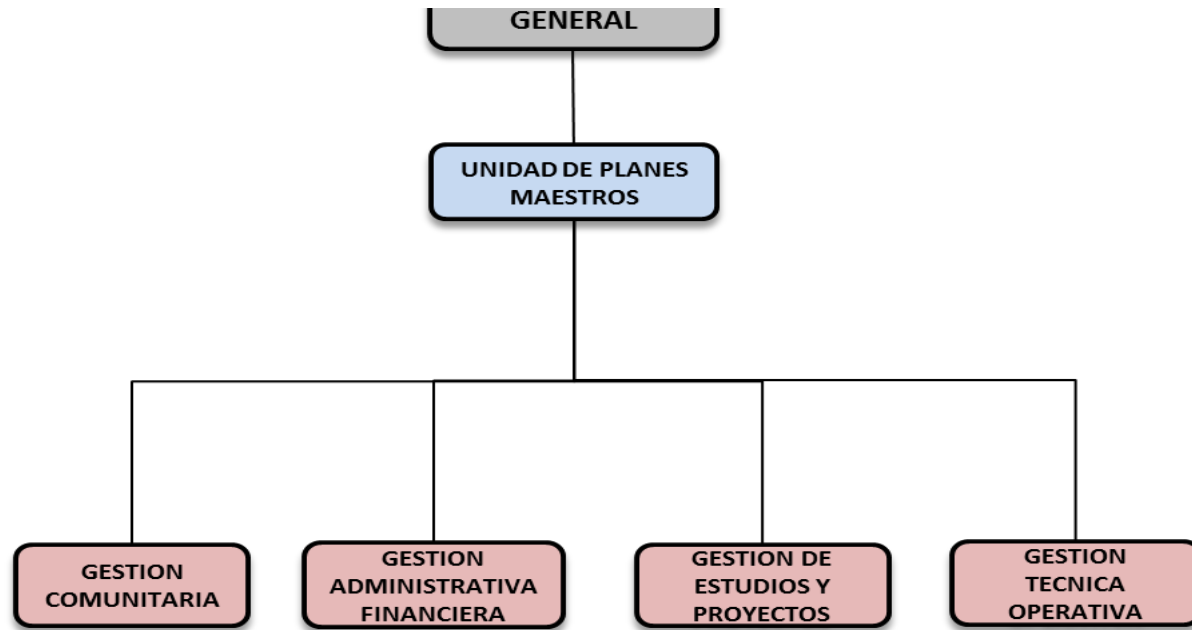 GENERAL
UNIDAD DE PLANES
MAESTROS
GESTION
COMUNITARIA
GESTION
ADMINISTRATIVA
FINANCIERA
GESTION DE
ESTUDIOS Y
PROYECTOS
GESTION
TECNICA
OPERATIVA